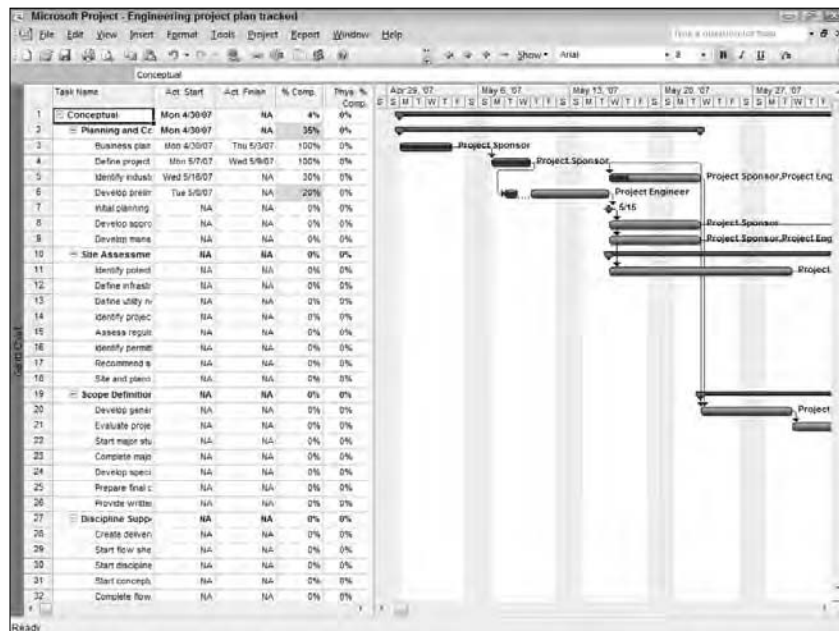 Microsoft Project - Engineering project plan tracked
File Edit View Insert Format Tools Project Report Window Help
Type a question for help
Show Arial 8 B I U
Conceptual
Task Name Act. Start Act. Finish % Comp. Phys. % Comp.
Apr 29, '07 May 6, '07 May 13, '07 May 20, '07 May 27, '07
S S M T W T F S S M T W T F S S M T W T F S S M T W T F S S M T W T F
1 Conceptual Mon 4/30/07 NA 4% 0%
2 Planning and Cc Mon 4/30/07 NA 35% 0%
3 Business plan Mon 4/30/07 Thu 5/3/07 100% 0% Project Sponsor
4 Define project Mon 5/7/07 Wed 5/9/07 100% 0% Project Sponsor
5 Identify indust Wed 5/16/07 NA 30% 0% Project Sponsor,Project Eng
6 Develop prelim Tue 5/8/07 NA 20% 0% Project Engineer
7 Initial planning NA NA 0% 0% 5/15
8 Develop appro NA NA 0% 0% Project Sponsor
9 Develop mana NA NA 0% 0% Project Sponsor,Project Eng
10 Site Assessme NA NA 0% 0%
11 Identify potent NA NA 0% 0% Project
12 Define infrastr NA NA 0% 0%
13 Define utility n NA NA 0% 0%
14 Identify projec NA NA 0% 0%
15 Assess regul NA NA 0% 0%
16 Identify permit NA NA 0% 0%
17 Recommend s NA NA 0% 0%
18 Site and NA NA 0% 0%
19 Scope Definition NA NA 0% 0%
20 Develop gener NA NA 0% 0% Project
21 Evaluate proje NA NA 0% 0%
22 Start major stu NA NA 0% 0%
23 Complete majo NA NA 0% 0%
24 Develop speci NA NA 0% 0%
25 Prepare final c NA NA 0% 0%
26 Provide writter NA NA 0% 0%
27 Discipline Supp NA NA 0% 0%
28 Create deliver NA NA 0% 0%
29 Start flow she NA NA 0% 0%
30 Start discipline NA NA 0% 0%
31 Start concept NA NA 0% 0%
32 Complete flow NA NA 0% 0%
Gantt Chart
Ready